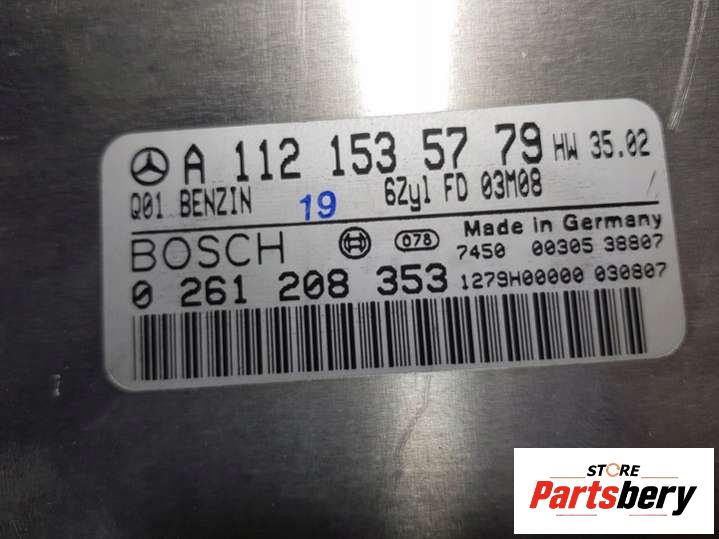 A 112 153 57 79 HW 35.02
Q01 BENZIN 19 6Zyl FD 03M08
BOSCH 078 Made in Germany
7450 00305 38807
0 261 208 353 1279H00000 030807
STORE
Partsbery